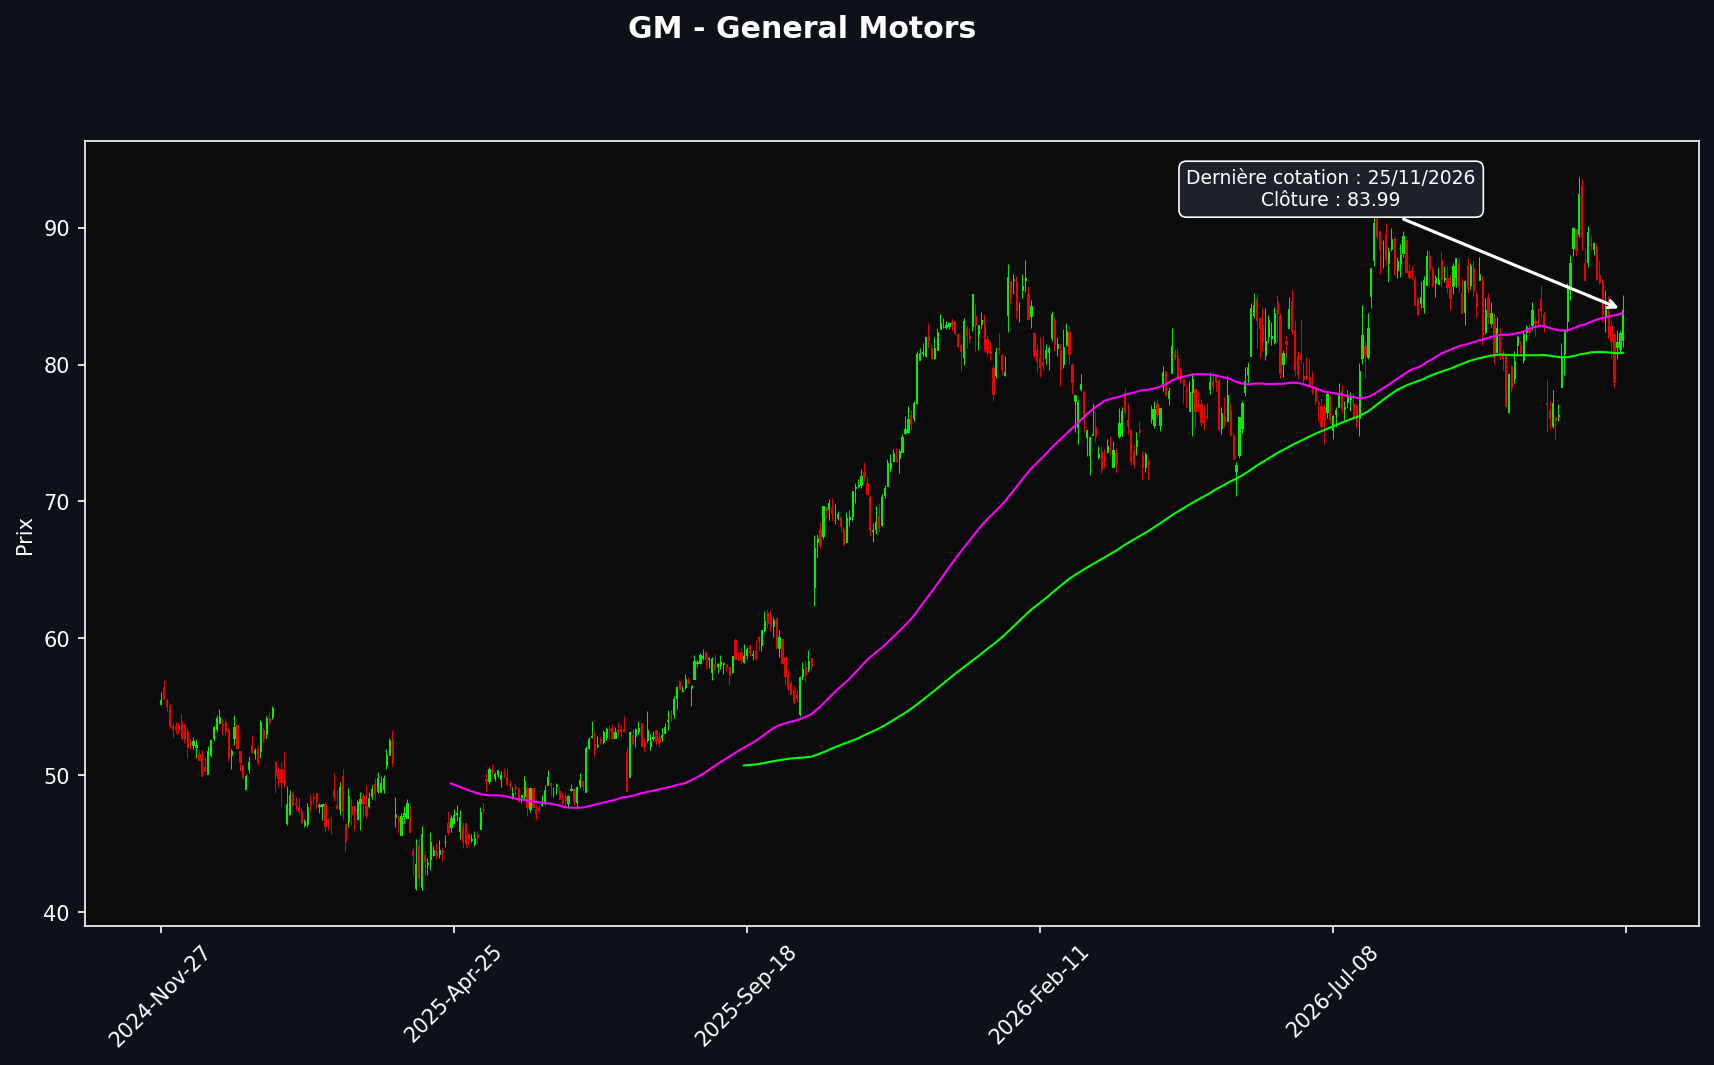 GM - General Motors
Dernière cotation : 25/11/2026
Clôture : 83.99
Prix
90
80
70
60
50
40
2024-Nov-27
2025-Apr-25
2025-Sep-18
2026-Feb-11
2026-Jul-08